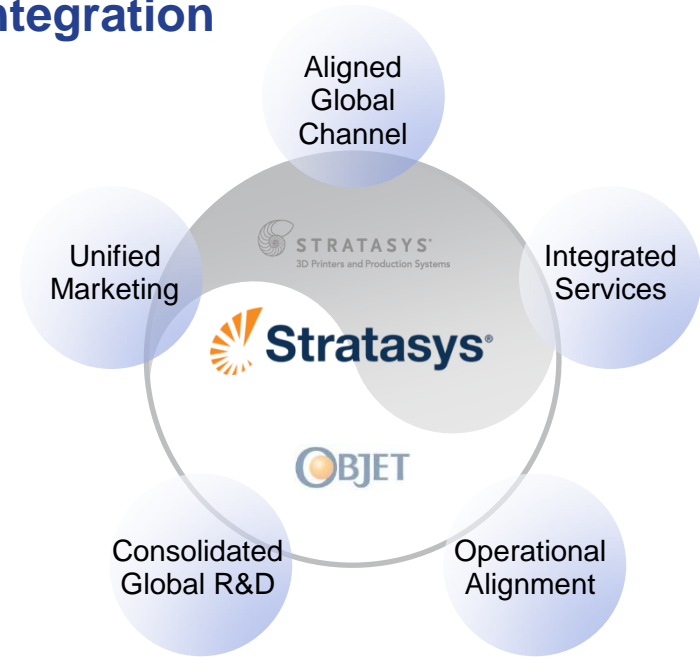 ntegration
Aligned
Global
Channel
STRATASYS®
3D Printers and Production Systems
Unified
Marketing
Integrated
Services
Stratasys®
OBJET
Consolidated
Global R&D
Operational
Alignment